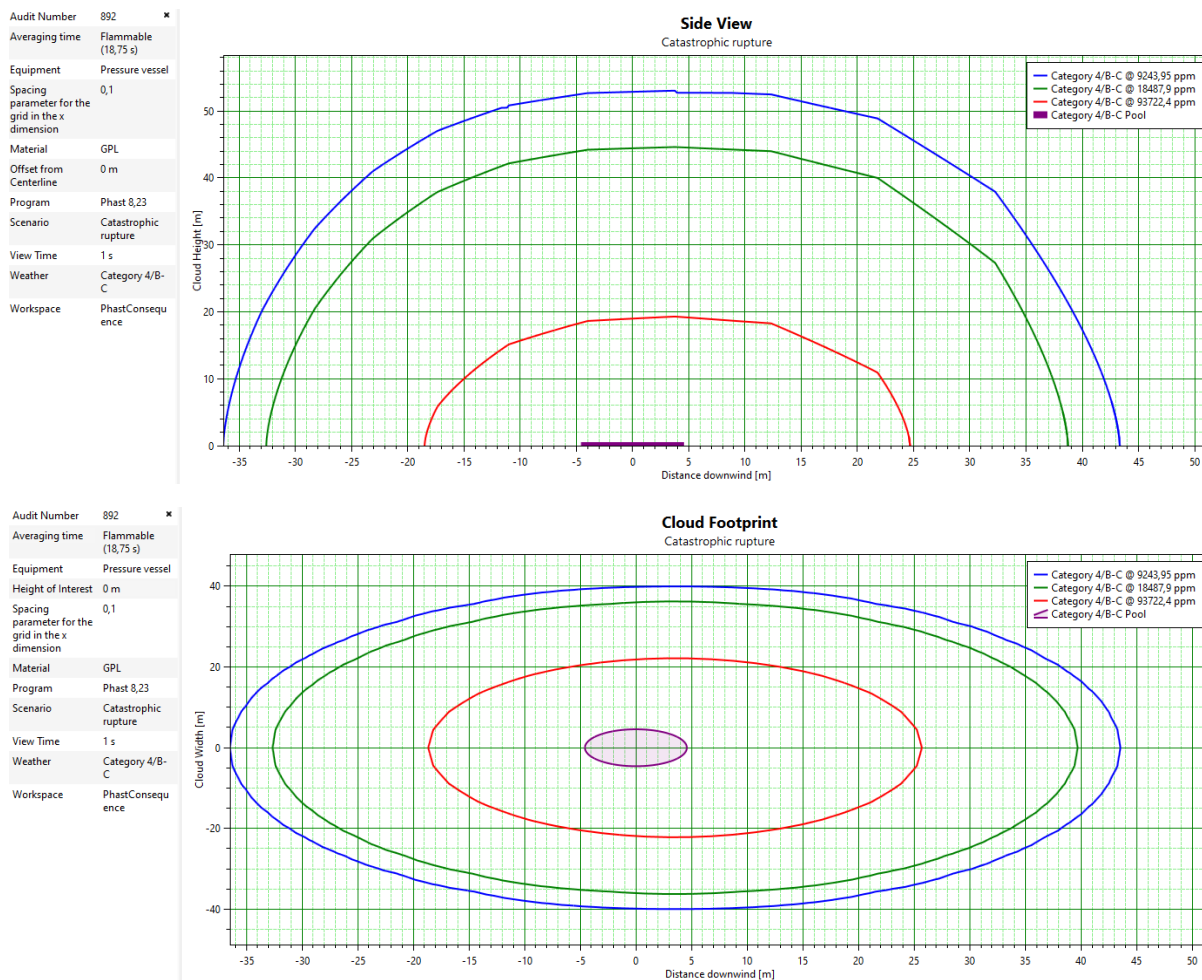 Audit Number 892 ×
Averaging time Flammable
(18,75 s)
Equipment Pressure vessel
Spacing 0,1
parameter for the
grid in the x
dimension
Material GPL
Offset from 0 m
Centerline
Program Phast 8,23
Scenario Catastrophic
rupture
View Time 1 s
Weather Category 4/B-
C
Workspace PhastConsequ
ence
Side View
Catastrophic rupture
Category 4/B-C @ 9243,95 ppm
Category 4/B-C @ 18487,9 ppm
Category 4/B-C @ 93722,4 ppm
Category 4/B-C Pool
Cloud Height [m]
50
40
30
20
10
0
-35 -30 -25 -20 -15 -10 -5 0 5 10 15 20 25 30 35 40 45 50
Distance downwind [m]
Audit Number 892 ×
Averaging time Flammable
(18,75 s)
Equipment Pressure vessel
Height of Interest 0 m
Spacing 0,1
parameter for the
grid in the x
dimension
Material GPL
Program Phast 8,23
Scenario Catastrophic
rupture
View Time 1 s
Weather Category 4/B-
C
Workspace PhastConsequ
ence
Cloud Footprint
Catastrophic rupture
Category 4/B-C @ 9243,95 ppm
Category 4/B-C @ 18487,9 ppm
Category 4/B-C @ 93722,4 ppm
Category 4/B-C Pool
Cloud Width [m]
40
20
0
-20
-40
-35 -30 -25 -20 -15 -10 -5 0 5 10 15 20 25 30 35 40 45 50
Distance downwind [m]